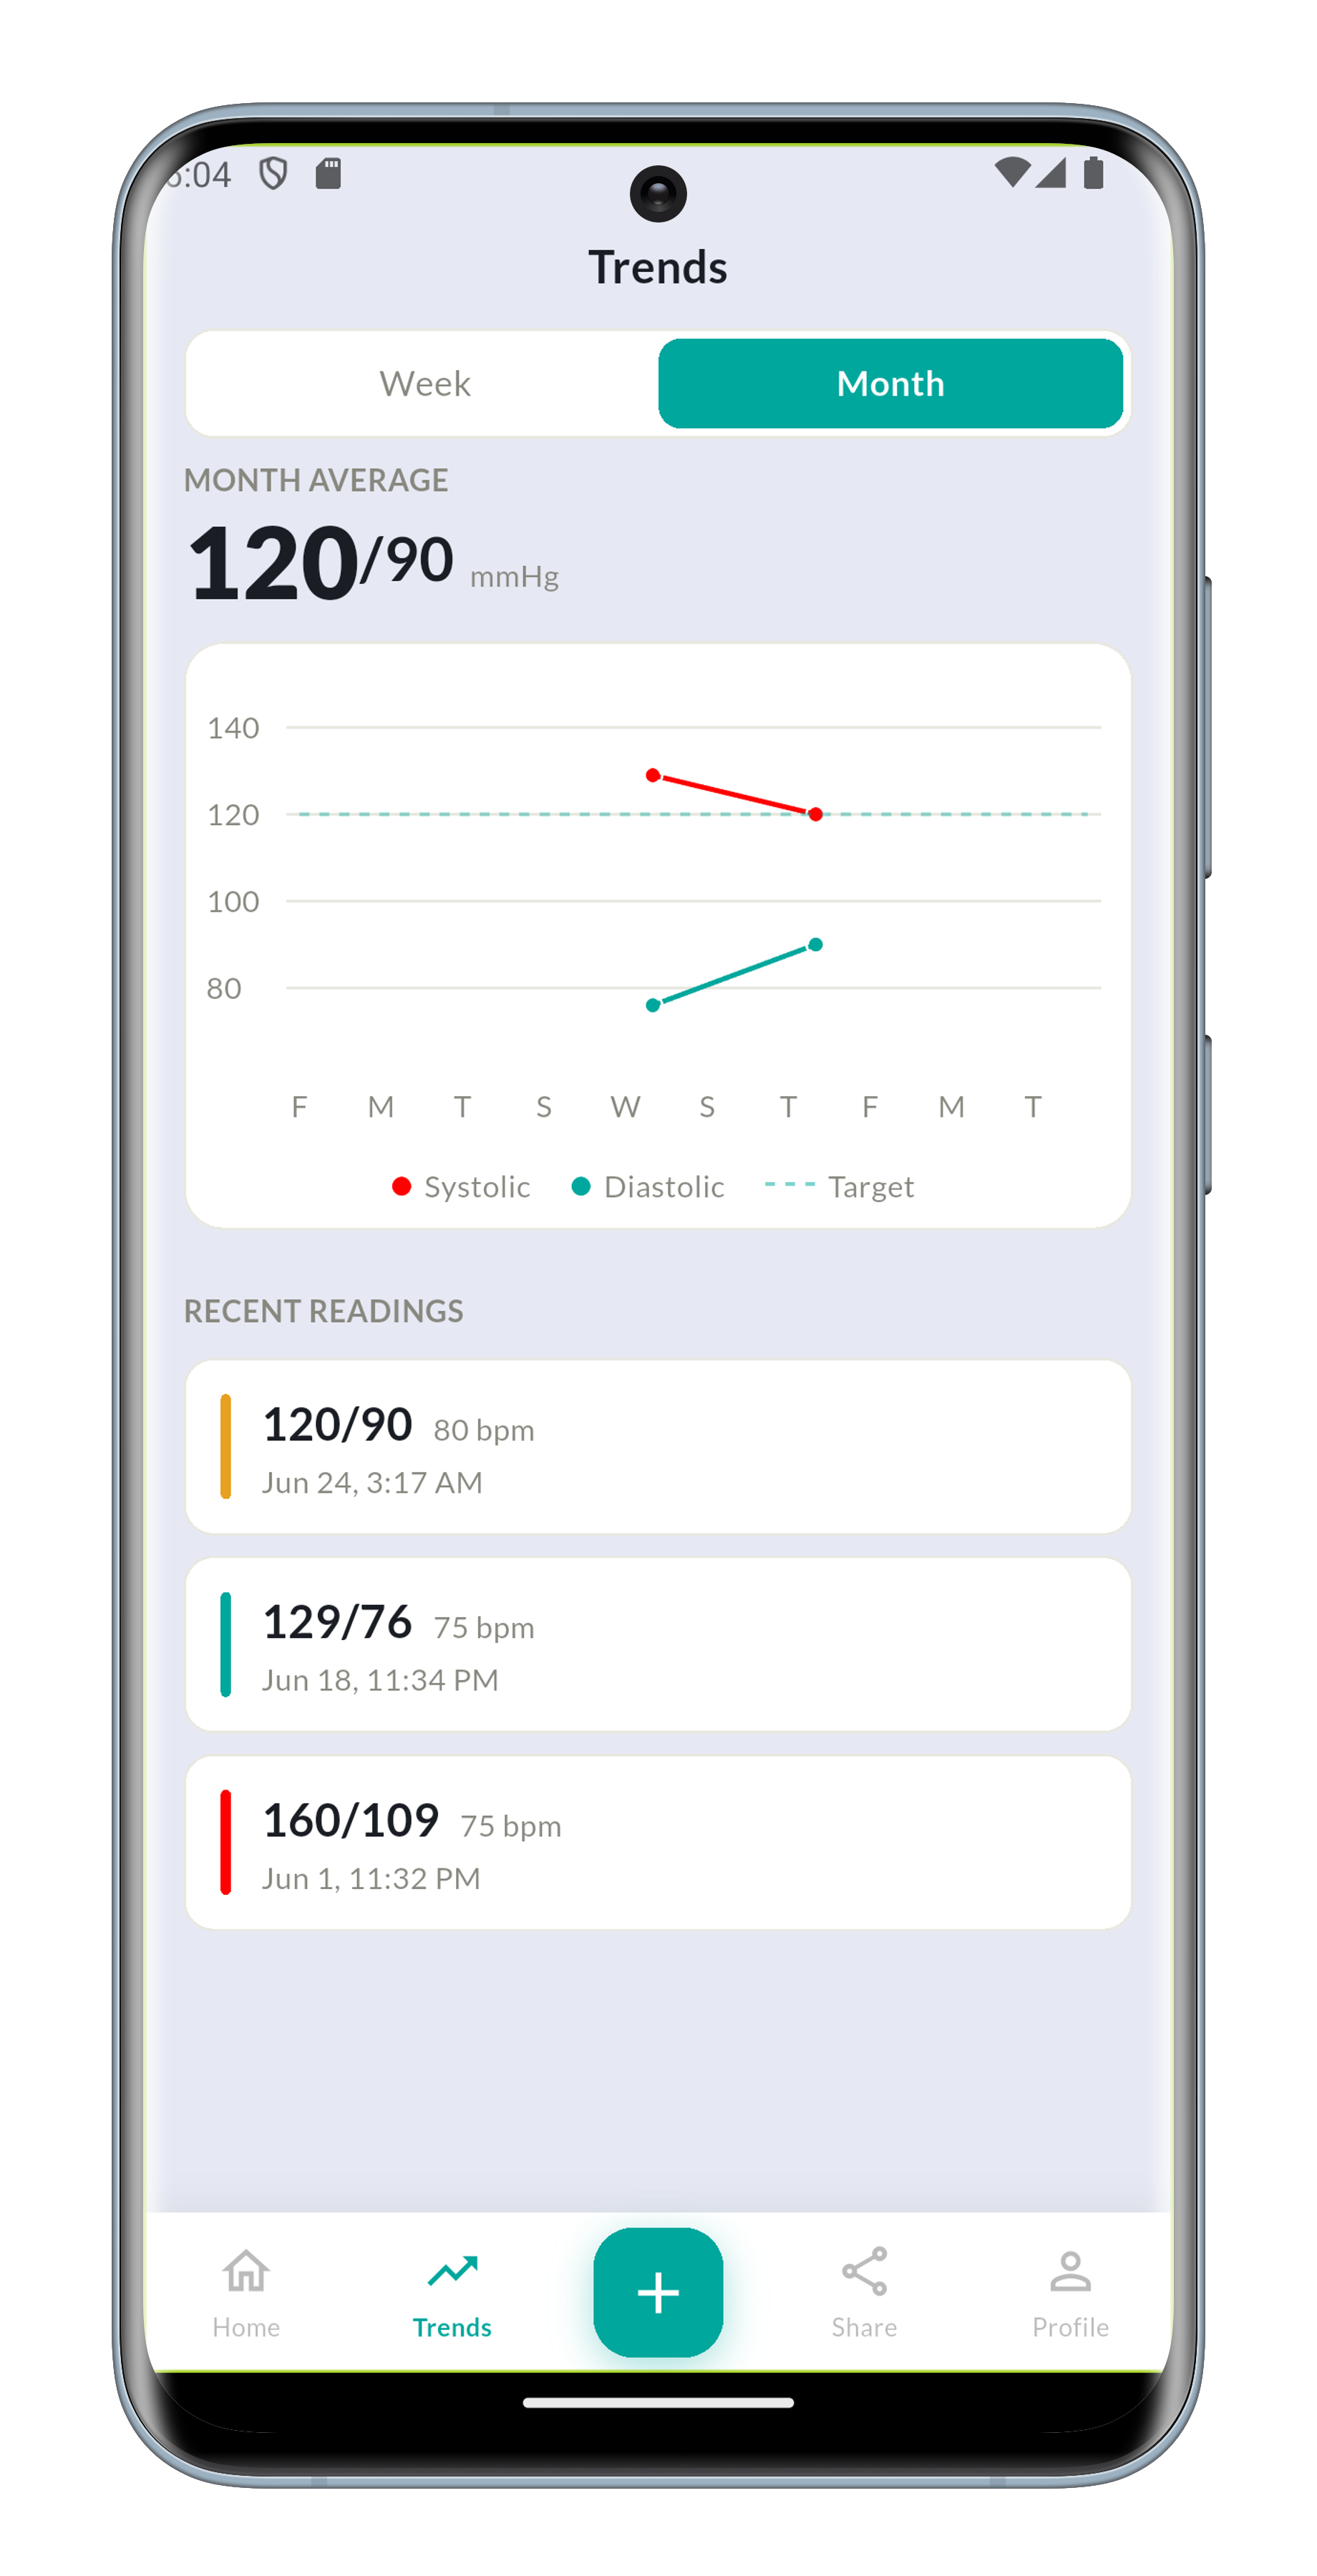 :04
Trends
Week Month
MONTH AVERAGE
120/90 mmHg
140
120
100
80
F M T S W S T F M T
Systolic Diastolic Target
RECENT READINGS
120/90 80 bpm
Jun 24, 3:17 AM
129/76 75 bpm
Jun 18, 11:34 PM
160/109 75 bpm
Jun 1, 11:32 PM
Home Trends + Share Profile